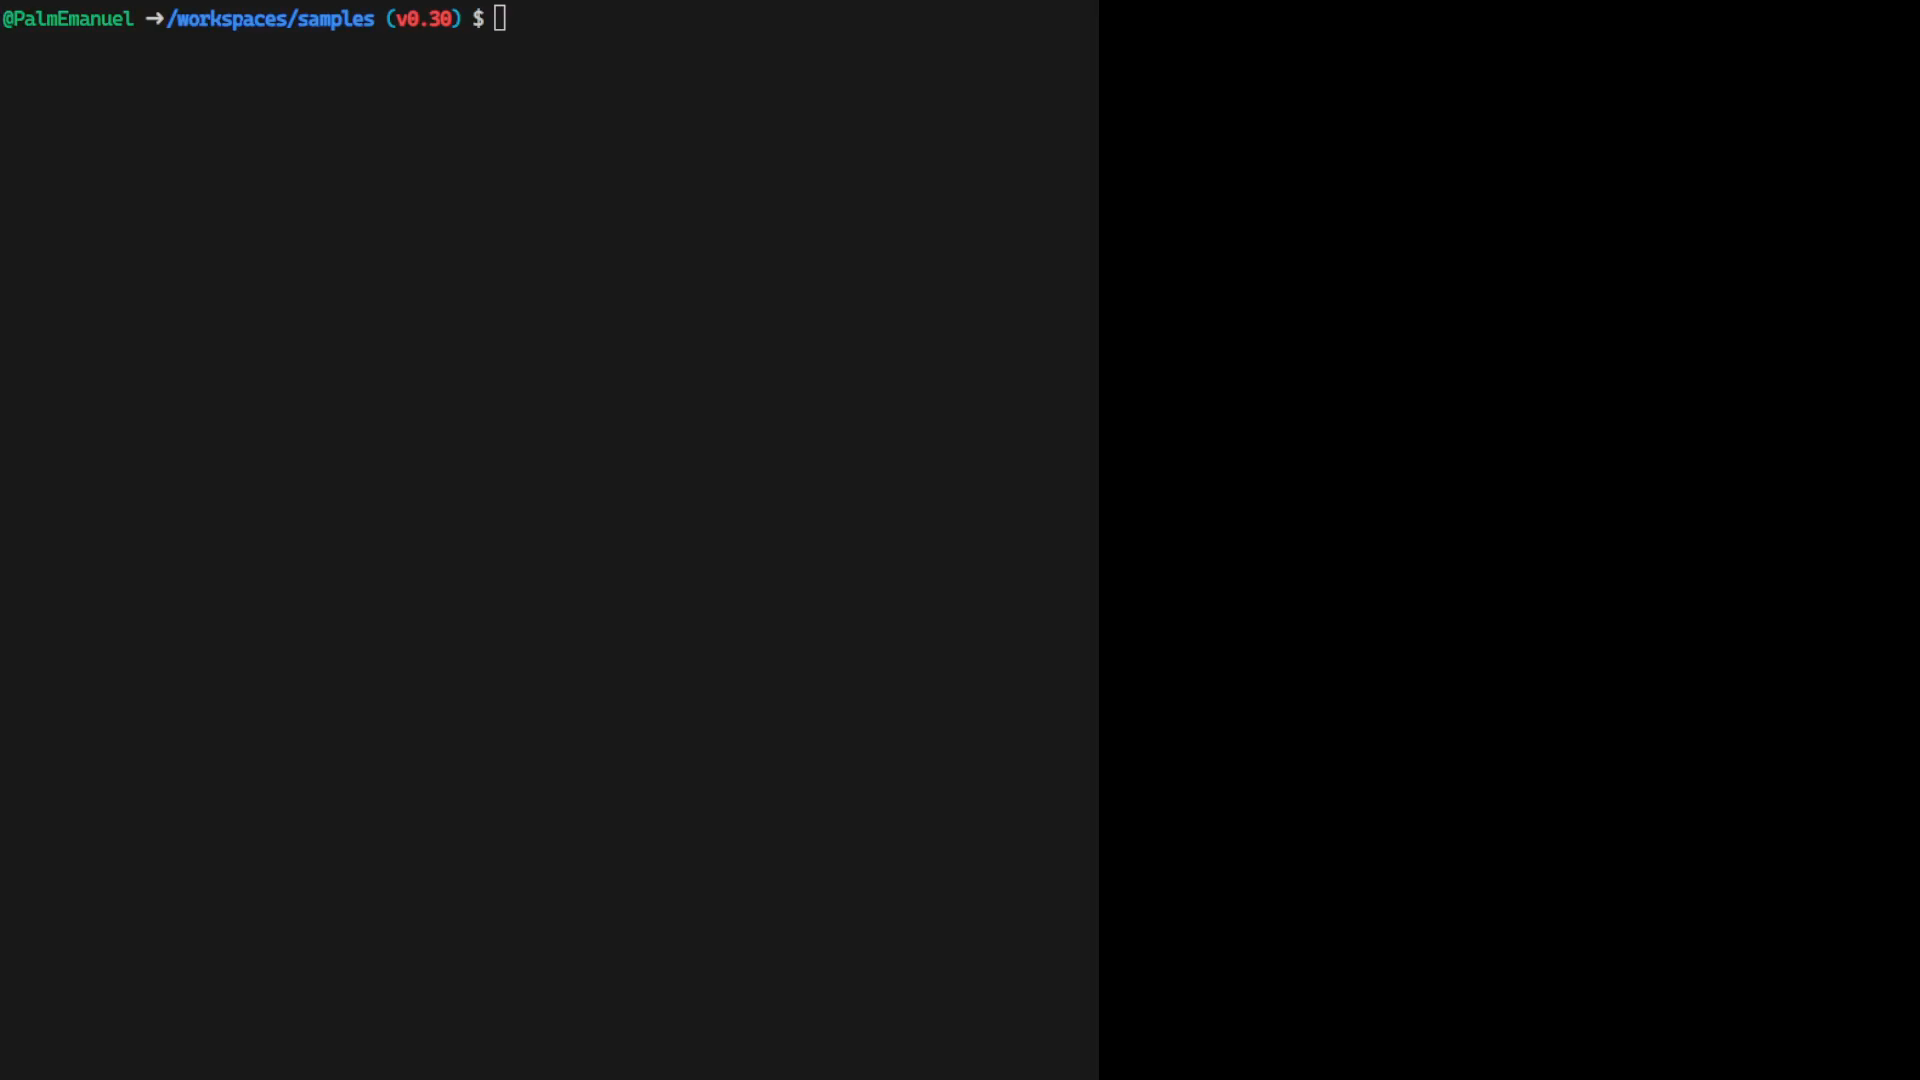 @PalmEmanuel ➜ /workspaces/samples (v0.30) $